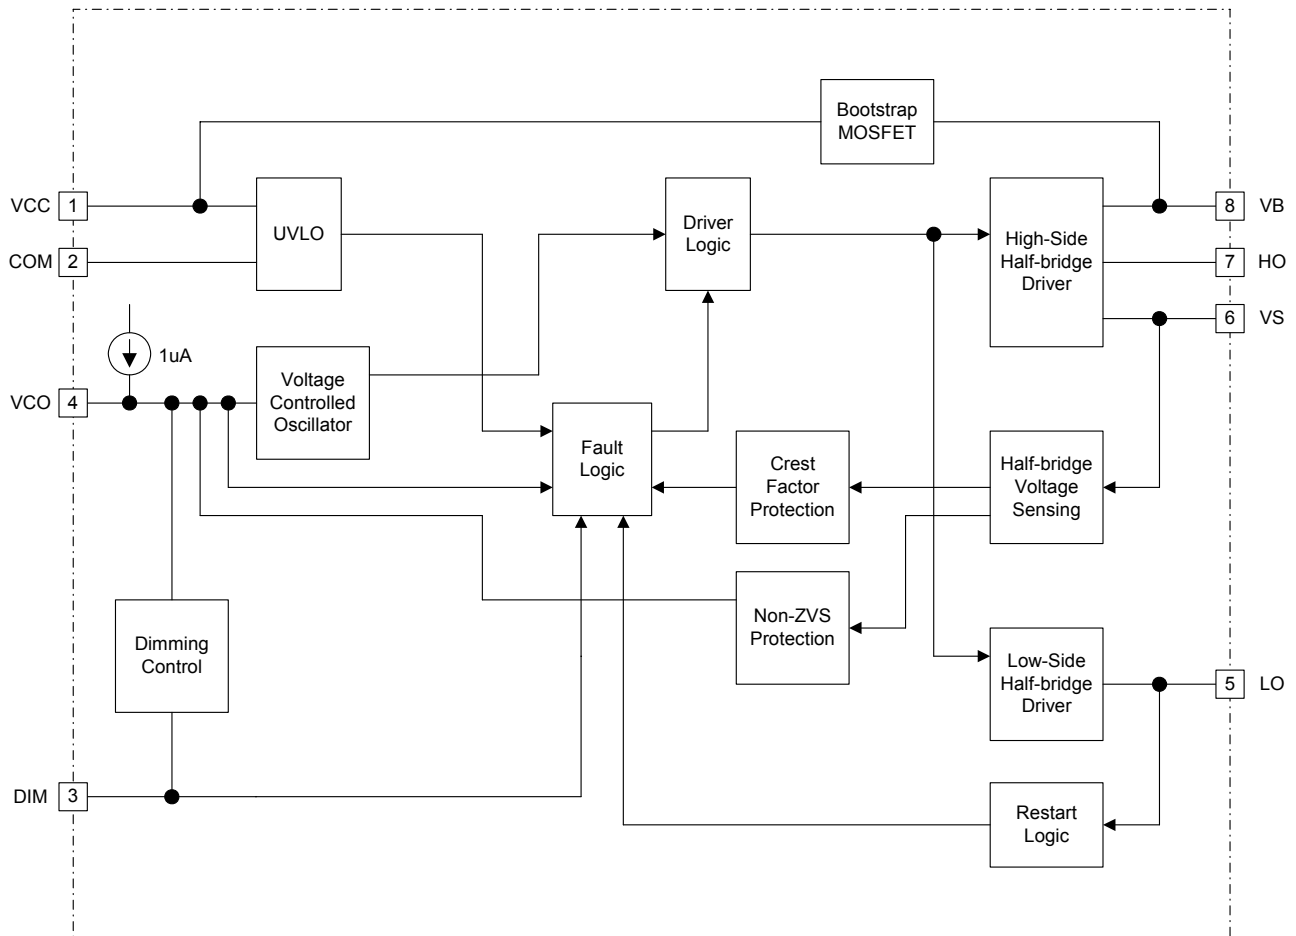 Bootstrap
MOSFET
VCC 1
UVLO
COM 2
Driver
Logic
High-Side
Half-bridge
Driver
8 VB
7 HO
6 VS
1uA
VCO 4
Voltage
Controlled
Oscillator
Fault
Logic
Crest
Factor
Protection
Half-bridge
Voltage
Sensing
Dimming
Control
Non-ZVS
Protection
Low-Side
Half-bridge
Driver
5 LO
DIM 3
Restart
Logic